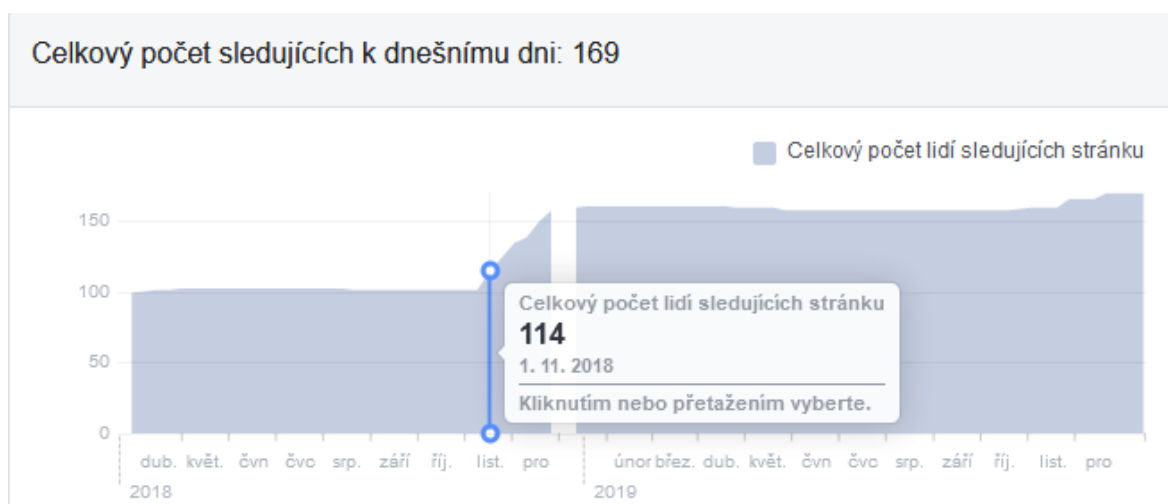 Celkový počet sledujících k dnešnímu dni: 169
Celkový počet lidí sledujících stránku
150
100
50
0
Celkový počet lidí sledujících stránku
114
1. 11. 2018
Kliknutím nebo přetažením vyberte.
dub. květ. čvn čvc srp. září říj. list. pro únor břez. dub. květ. čvn čvc srp. září říj. list. pro
2018 2019